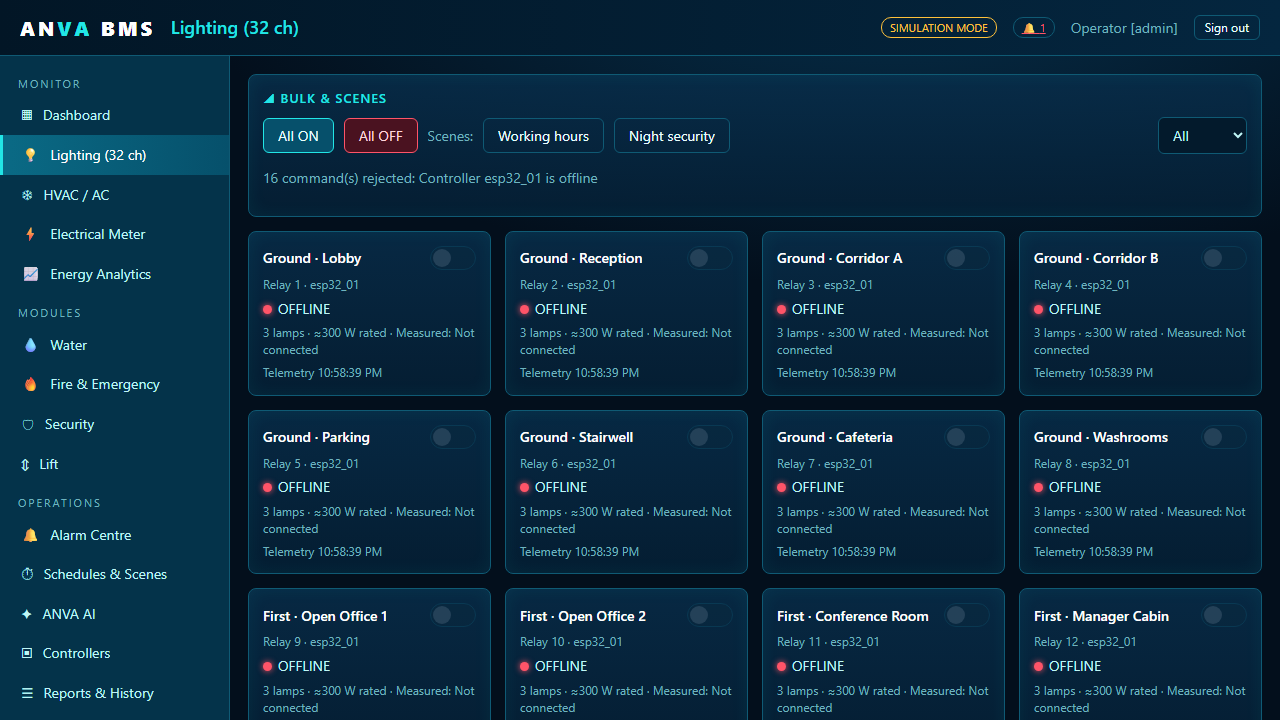 ANVA BMS Lighting (32 ch)
SIMULATION MODE
🔔 1
Operator [admin]
Sign out
MONITOR
Dashboard
Lighting (32 ch)
HVAC / AC
Electrical Meter
Energy Analytics
MODULES
Water
Fire & Emergency
Security
Lift
OPERATIONS
Alarm Centre
Schedules & Scenes
ANVA AI
Controllers
Reports & History
BULK & SCENES
All ON
All OFF
Scenes:
Working hours
Night security
All
16 command(s) rejected: Controller esp32_01 is offline
Ground · Lobby
Relay 1 · esp32_01
OFFLINE
3 lamps · ≈300 W rated · Measured: Not
connected
Telemetry 10:58:39 PM
Ground · Reception
Relay 2 · esp32_01
OFFLINE
3 lamps · ≈300 W rated · Measured: Not
connected
Telemetry 10:58:39 PM
Ground · Corridor A
Relay 3 · esp32_01
OFFLINE
3 lamps · ≈300 W rated · Measured: Not
connected
Telemetry 10:58:39 PM
Ground · Corridor B
Relay 4 · esp32_01
OFFLINE
3 lamps · ≈300 W rated · Measured: Not
connected
Telemetry 10:58:39 PM
Ground · Parking
Relay 5 · esp32_01
OFFLINE
3 lamps · ≈300 W rated · Measured: Not
connected
Telemetry 10:58:39 PM
Ground · Stairwell
Relay 6 · esp32_01
OFFLINE
3 lamps · ≈300 W rated · Measured: Not
connected
Telemetry 10:58:39 PM
Ground · Cafeteria
Relay 7 · esp32_01
OFFLINE
3 lamps · ≈300 W rated · Measured: Not
connected
Telemetry 10:58:39 PM
Ground · Washrooms
Relay 8 · esp32_01
OFFLINE
3 lamps · ≈300 W rated · Measured: Not
connected
Telemetry 10:58:39 PM
First · Open Office 1
Relay 9 · esp32_01
OFFLINE
3 lamps · ≈300 W rated · Measured: Not
connected
First · Open Office 2
Relay 10 · esp32_01
OFFLINE
3 lamps · ≈300 W rated · Measured: Not
connected
First · Conference Room
Relay 11 · esp32_01
OFFLINE
3 lamps · ≈300 W rated · Measured: Not
connected
First · Manager Cabin
Relay 12 · esp32_01
OFFLINE
3 lamps · ≈300 W rated · Measured: Not
connected